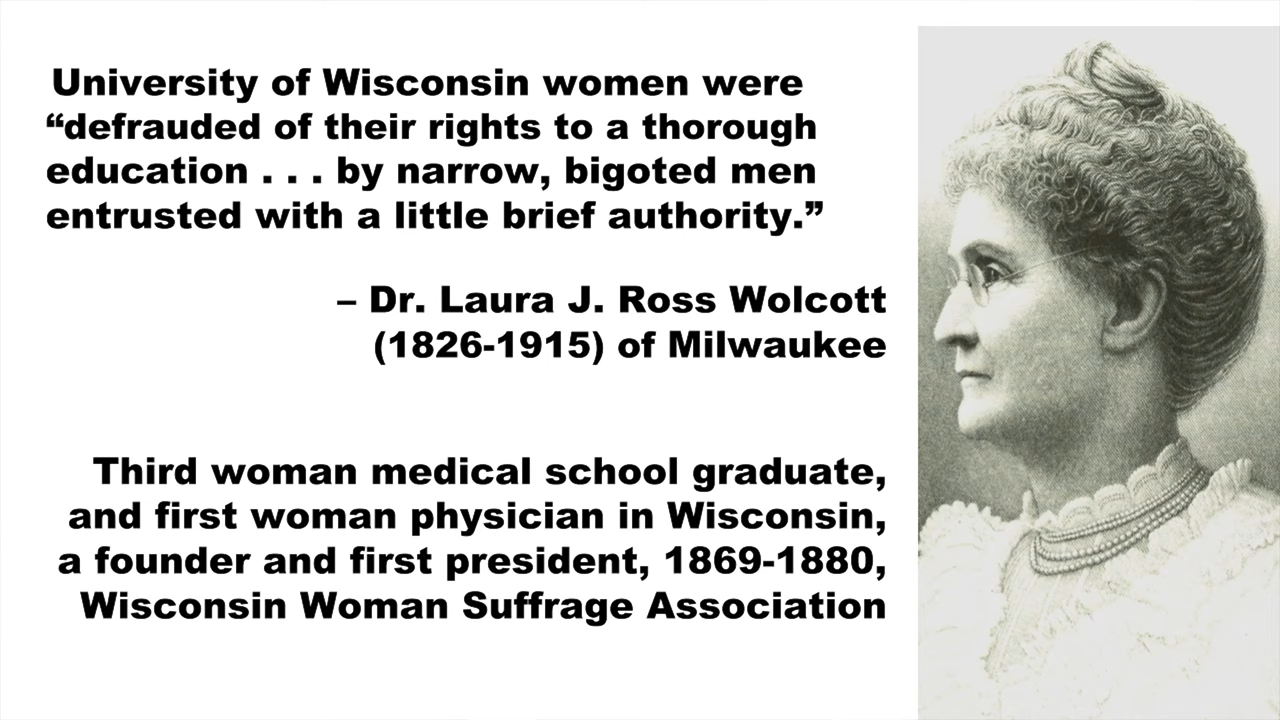 University of Wisconsin women were
“defrauded of their rights to a thorough
education . . . by narrow, bigoted men
entrusted with a little brief authority.”
– Dr. Laura J. Ross Wolcott
(1826-1915) of Milwaukee
Third woman medical school graduate,
and first woman physician in Wisconsin,
a founder and first president, 1869-1880,
Wisconsin Woman Suffrage Association